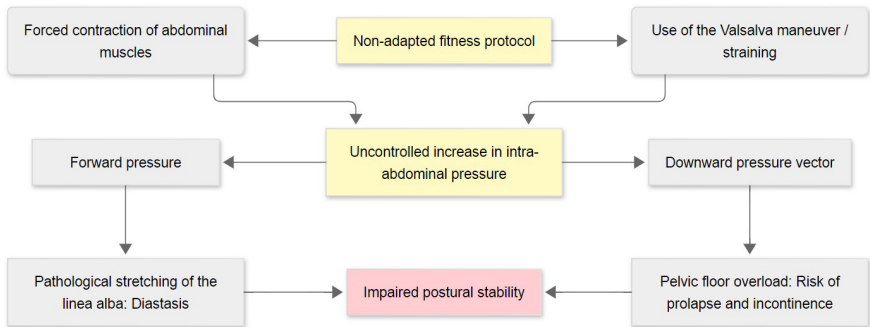 Forced contraction of abdominal
muscles
Non-adapted fitness protocol
Use of the Valsalva maneuver /
straining
Forward pressure
Uncontrolled increase in intra-
abdominal pressure
Downward pressure vector
Pathological stretching of the
linea alba: Diastasis
Impaired postural stability
Pelvic floor overload: Risk of
prolapse and incontinence